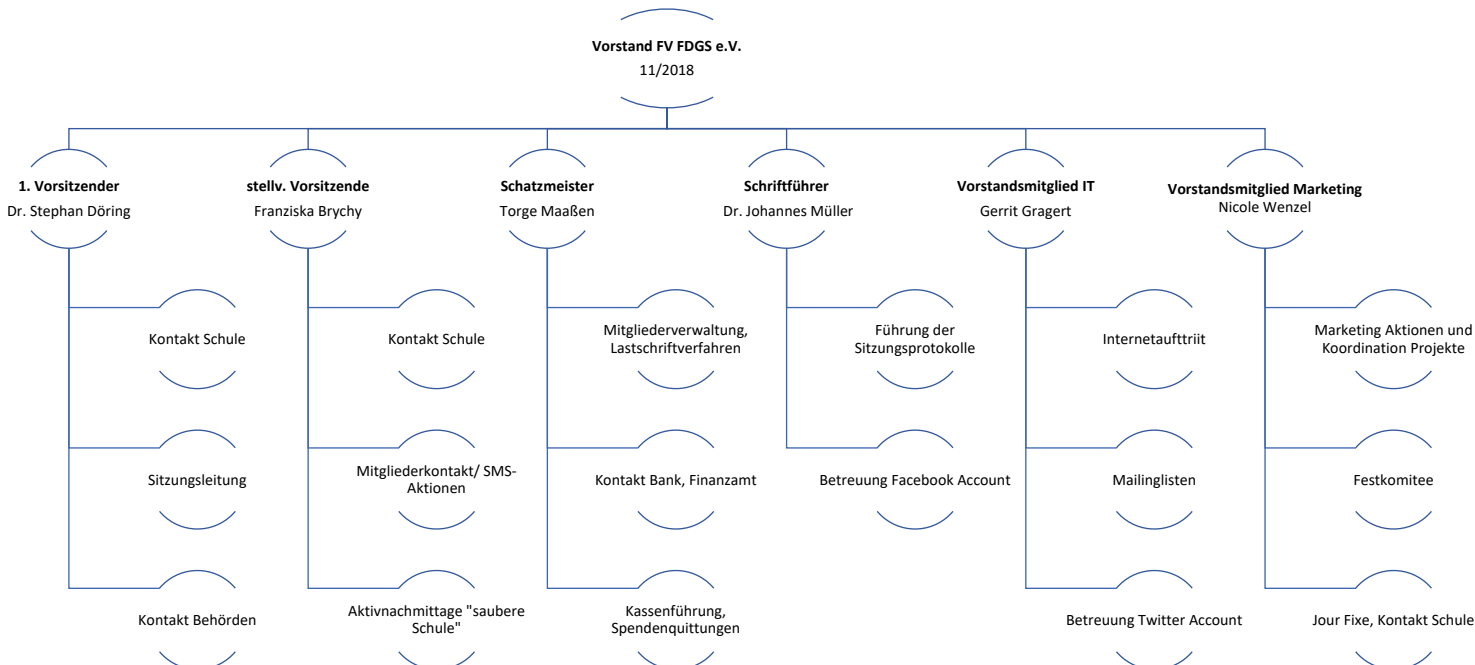 Vorstand FV FDGS e.V.
11/2018
1. Vorsitzender
Dr. Stephan Döring
Kontakt Schule
Sitzungsleitung
Kontakt Behörden
stellv. Vorsitzende
Franziska Brychy
Kontakt Schule
Mitgliederkontakt/ SMS-
Aktionen
Aktivnachmittage "saubere
Schule"
Schatzmeister
Torge Maaßen
Mitgliederverwaltung,
Lastschriftverfahren
Kontakt Bank, Finanzamt
Kassenführung,
Spendenquittungen
Schriftführer
Dr. Johannes Müller
Führung der
Sitzungsprotokolle
Betreuung Facebook Account
Vorstandsmitglied IT
Gerrit Gragert
Internetaufttriit
Mailinglisten
Betreuung Twitter Account
Vorstandsmitglied Marketing
Nicole Wenzel
Marketing Aktionen und
Koordination Projekte
Festkomitee
Jour Fixe, Kontakt Schule